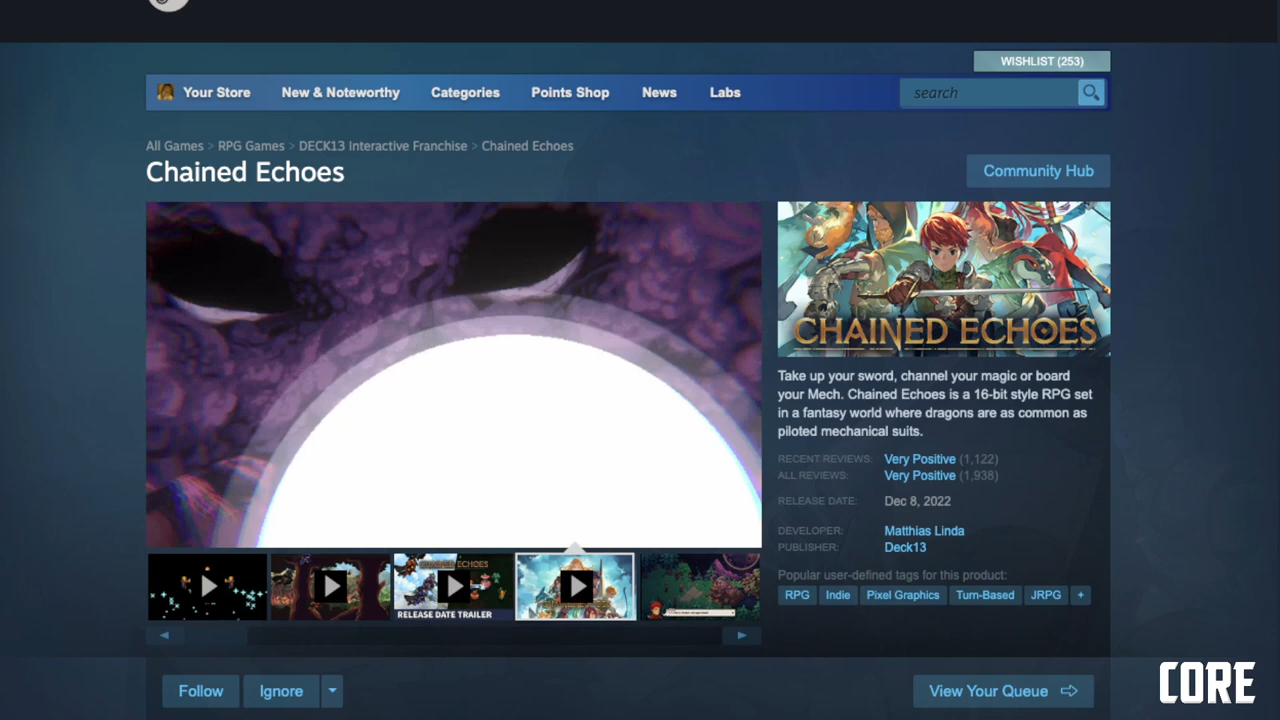 WISHLIST (253)
Your Store
New & Noteworthy
Categories
Points Shop
News
Labs
search
All Games > RPG Games > DECK13 Interactive Franchise > Chained Echoes
Chained Echoes
Community Hub
CHAINED ECHOES
Take up your sword, channel your magic or board
your Mech. Chained Echoes is a 16-bit style RPG set
in a fantasy world where dragons are as common as
piloted mechanical suits.
RECENT REVIEWS: Very Positive (1,122)
ALL REVIEWS: Very Positive (1,938)
RELEASE DATE: Dec 8, 2022
DEVELOPER: Matthias Linda
PUBLISHER: Deck13
Popular user-defined tags for this product:
RPG Indie Pixel Graphics Turn-Based JRPG +
CHAINED ECHOES
RELEASE DATE TRAILER
Follow
Ignore
View Your Queue
CORE